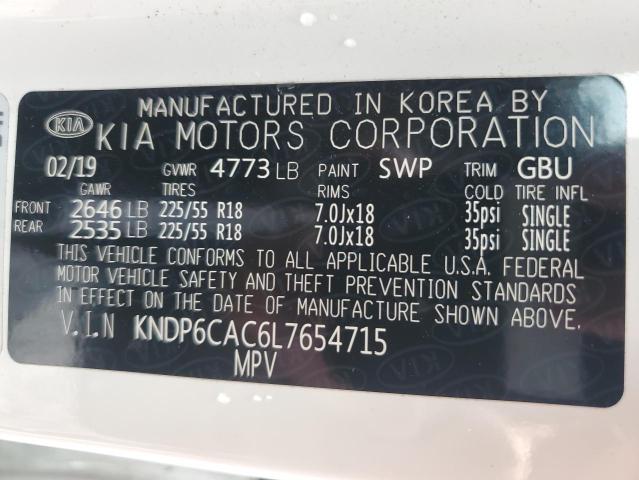 MANUFACTURED IN KOREA BY
KIA KIA MOTORS CORPORATION
02/19 GVWR 4773 LB PAINT SWP TRIM GBU
GAWR TIRES RIMS COLD TIRE INFL
FRONT 2646 LB 225/55 R18 7.0Jx18 35psi SINGLE
REAR 2535 LB 225/55 R18 7.0Jx18 35psi SINGLE
THIS VEHICLE CONFORMS TO ALL APPLICABLE U.S.A. FEDERAL
MOTOR VEHICLE SAFETY AND THEFT PREVENTION STANDARDS
IN EFFECT ON THE DATE OF MANUFACTURE SHOWN ABOVE.
V.I.N KNDP6CAC6L7654715
MPV